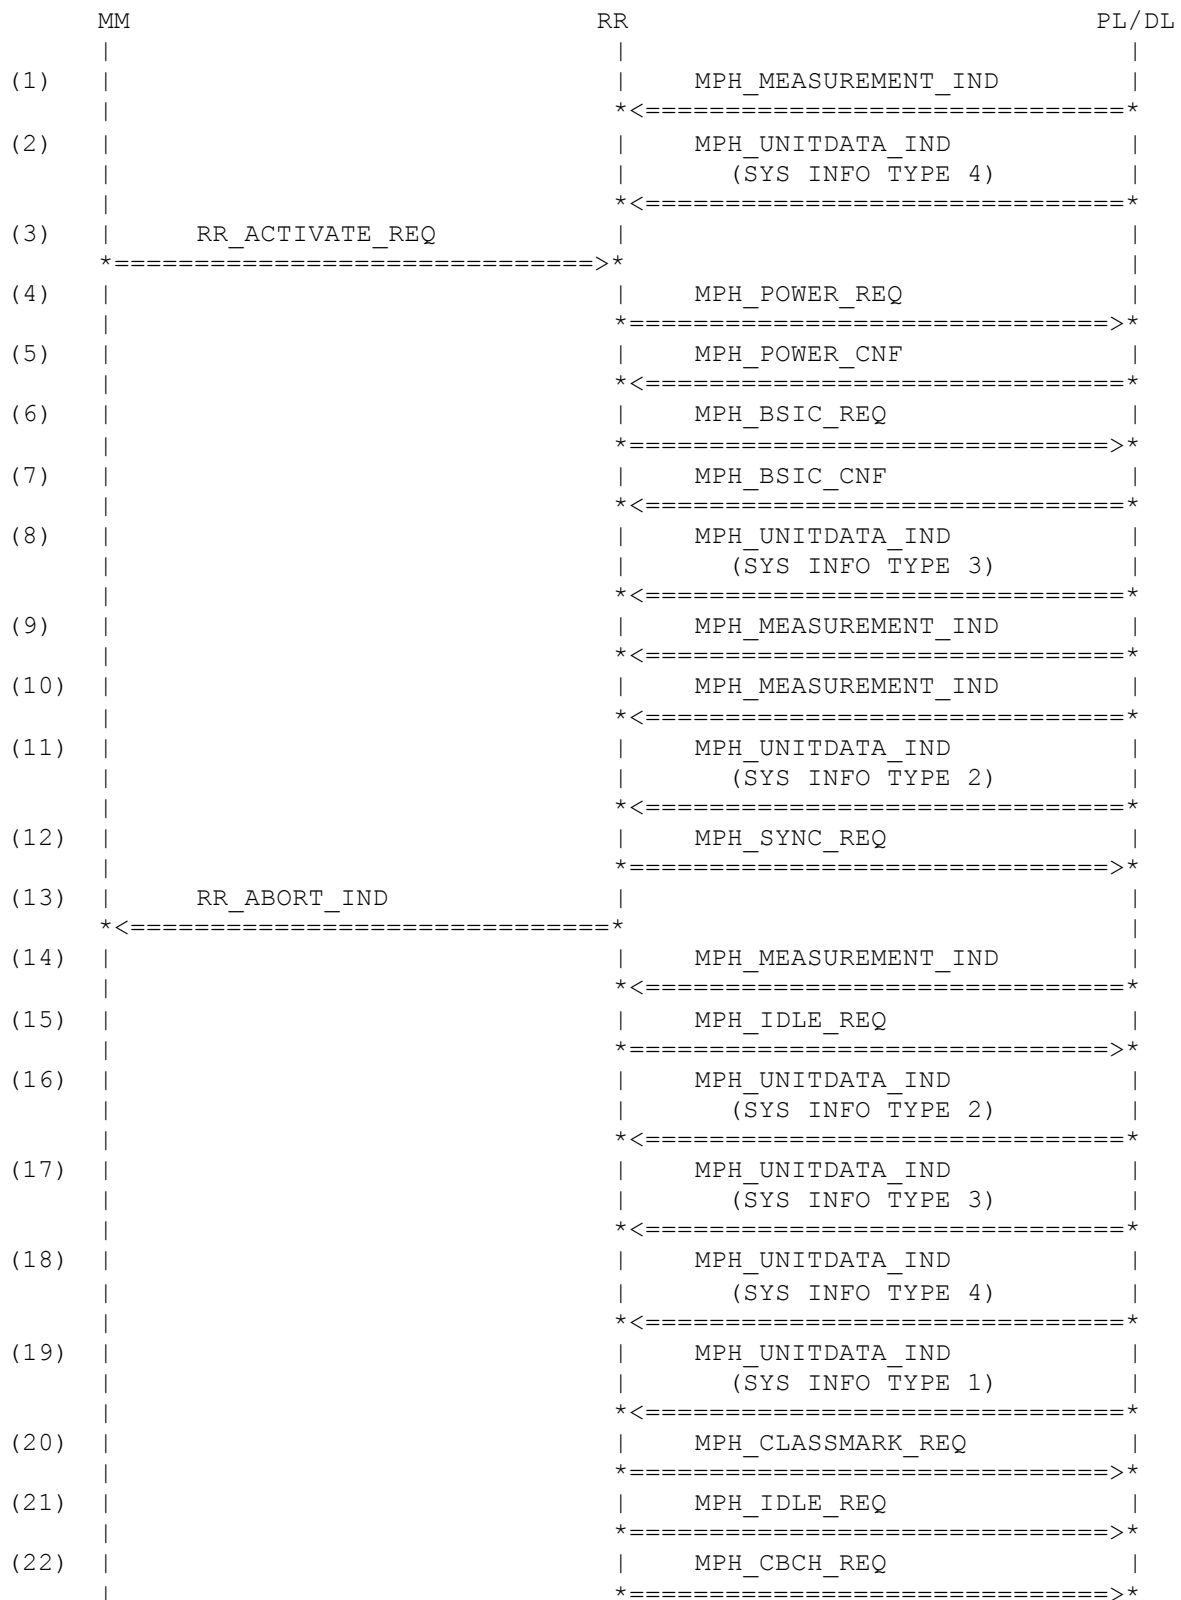 MM RR PL/DL
| | |
(1) | | MPH_MEASUREMENT_IND |
| *<==============================*
(2) | | MPH_UNITDATA_IND |
| | (SYS INFO TYPE 4) |
| *<==============================*
(3) | RR_ACTIVATE_REQ | |
*==============================>* |
(4) | | MPH_POWER_REQ |
| *==============================>*
(5) | | MPH_POWER_CNF |
| *<==============================*
(6) | | MPH_BSIC_REQ |
| *==============================>*
(7) | | MPH_BSIC_CNF |
| *<==============================*
(8) | | MPH_UNITDATA_IND |
| | (SYS INFO TYPE 3) |
| *<==============================*
(9) | | MPH_MEASUREMENT_IND |
| *<==============================*
(10) | | MPH_MEASUREMENT_IND |
| *<==============================*
(11) | | MPH_UNITDATA_IND |
| | (SYS INFO TYPE 2) |
| *<==============================*
(12) | | MPH_SYNC_REQ |
| *==============================>*
(13) | RR_ABORT_IND | |
*<==============================* |
(14) | | MPH_MEASUREMENT_IND |
| *<==============================*
(15) | | MPH_IDLE_REQ |
| *==============================>*
(16) | | MPH_UNITDATA_IND |
| | (SYS INFO TYPE 2) |
| *<==============================*
(17) | | MPH_UNITDATA_IND |
| | (SYS INFO TYPE 3) |
| *<==============================*
(18) | | MPH_UNITDATA_IND |
| | (SYS INFO TYPE 4) |
| *<==============================*
(19) | | MPH_UNITDATA_IND |
| | (SYS INFO TYPE 1) |
| *<==============================*
(20) | | MPH_CLASSMARK_REQ |
| *==============================>*
(21) | | MPH_IDLE_REQ |
| *==============================>*
(22) | | MPH_CBCH_REQ |
| *==============================>*